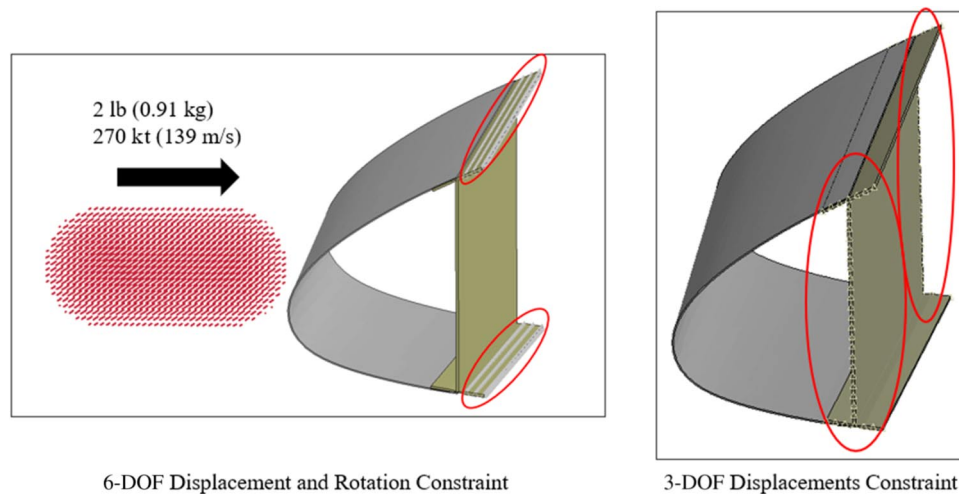 2 lb (0.91 kg)
270 kt (139 m/s)
6-DOF Displacement and Rotation Constraint
3-DOF Displacements Constraint